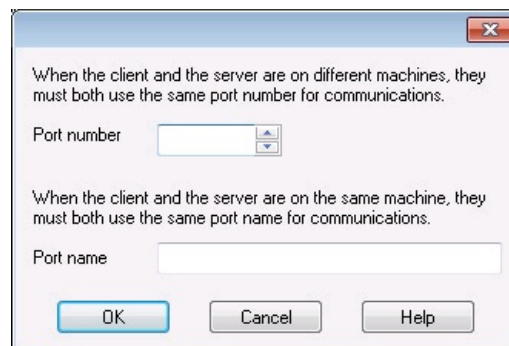 When the client and the server are on different machines, they
must both use the same port number for communications.
Port number
When the client and the server are on the same machine, they
must both use the same port name for communications.
Port name
OK Cancel Help